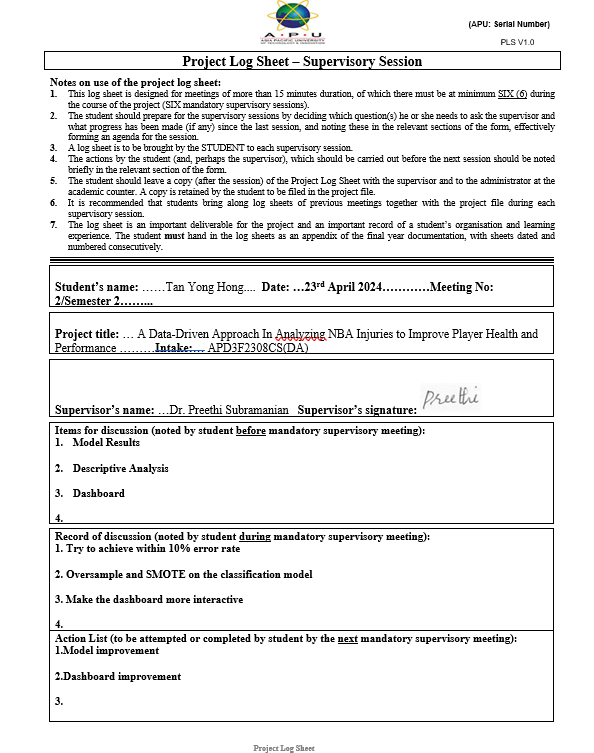 (APU: Serial Number)
A · P · U
ASIA PACIFIC UNIVERSITY
OF TECHNOLOGY & INNOVATION
PLS V1.0
Project Log Sheet – Supervisory Session
Notes on use of the project log sheet:
1. This log sheet is designed for meetings of more than 15 minutes duration, of which there must be at minimum SIX (6) during
the course of the project (SIX mandatory supervisory sessions).
2. The student should prepare for the supervisory sessions by deciding which question(s) he or she needs to ask the supervisor and
what progress has been made (if any) since the last session, and noting these in the relevant sections of the form, effectively
forming an agenda for the session.
3. A log sheet is to be brought by the STUDENT to each supervisory session.
4. The actions by the student (and, perhaps the supervisor), which should be carried out before the next session should be noted
briefly in the relevant section of the form.
5. The student should leave a copy (after the session) of the Project Log Sheet with the supervisor and to the administrator at the
academic counter. A copy is retained by the student to be filed in the project file.
6. It is recommended that students bring along log sheets of previous meetings together with the project file during each
supervisory session.
7. The log sheet is an important deliverable for the project and an important record of a student's organisation and learning
experience. The student must hand in the log sheets as an appendix of the final year documentation, with sheets dated and
numbered consecutively.
Student's name: ……Tan Yong Hong.... Date: …23rd April 2024…………Meeting No:
2/Semester 2……...
Project title: … A Data-Driven Approach In Analyzing NBA Injuries to Improve Player Health and
Performance ………Intake:… APD3F2308CS(DA)
Supervisor's name: …Dr. Preethi Subramanian Supervisor's signature: Preethi
Items for discussion (noted by student before mandatory supervisory meeting):
1. Model Results
2. Descriptive Analysis
3. Dashboard
4.
Record of discussion (noted by student during mandatory supervisory meeting):
1. Try to achieve within 10% error rate
2. Oversample and SMOTE on the classification model
3. Make the dashboard more interactive
4.
Action List (to be attempted or completed by student by the next mandatory supervisory meeting):
1.Model improvement
2.Dashboard improvement
3.
Project Log Sheet